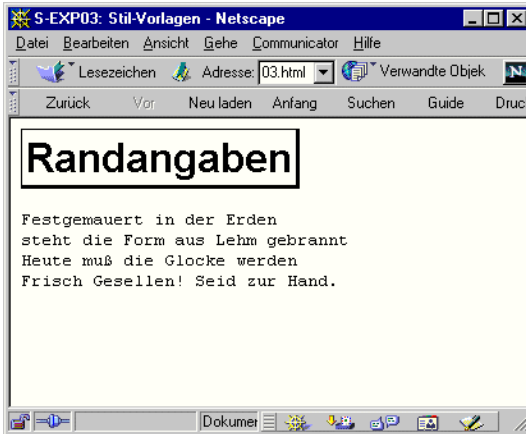 S-EXP03: Stil-Vorlagen - Netscape
Datei Bearbeiten Ansicht Gehe Communicator Hilfe
Lesezeichen Adresse: 03.html Verwandte Objek N
Zurück Vor Neu laden Anfang Suchen Guide Druc
Randangaben
Festgemauert in der Erden
steht die Form aus Lehm gebrannt
Heute muß die Glocke werden
Frisch Gesellen! Seid zur Hand.
Dokumer